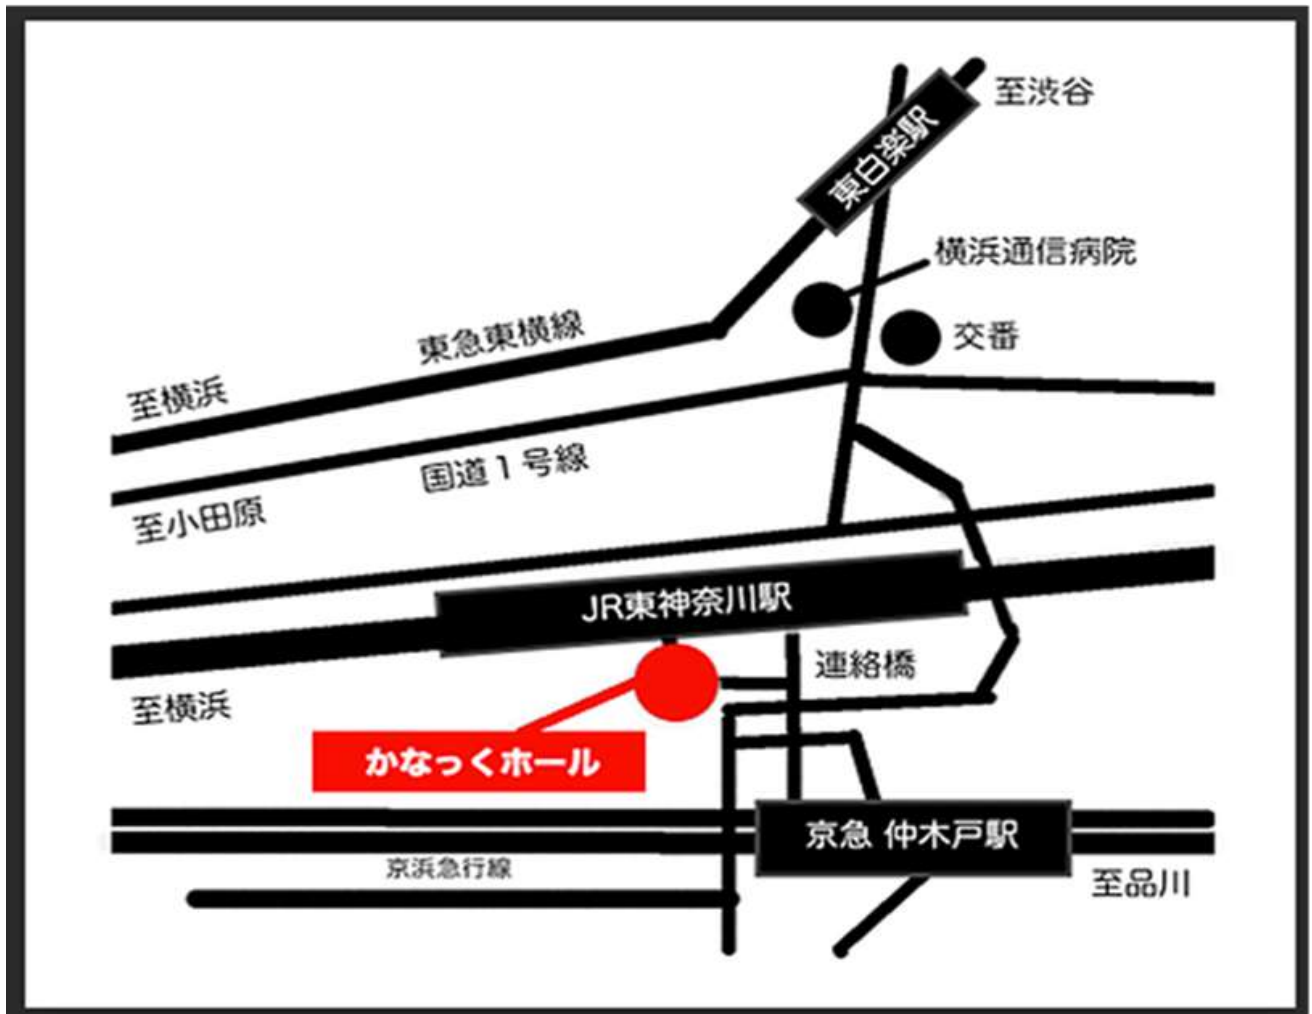 至渋谷
東白楽駅
横浜通信病院
交番
東急東横線
至横浜
国道1号線
至小田原
JR東神奈川駅
連絡橋
至横浜
かなっくホール
京急 仲木戸駅
京浜急行線
至品川